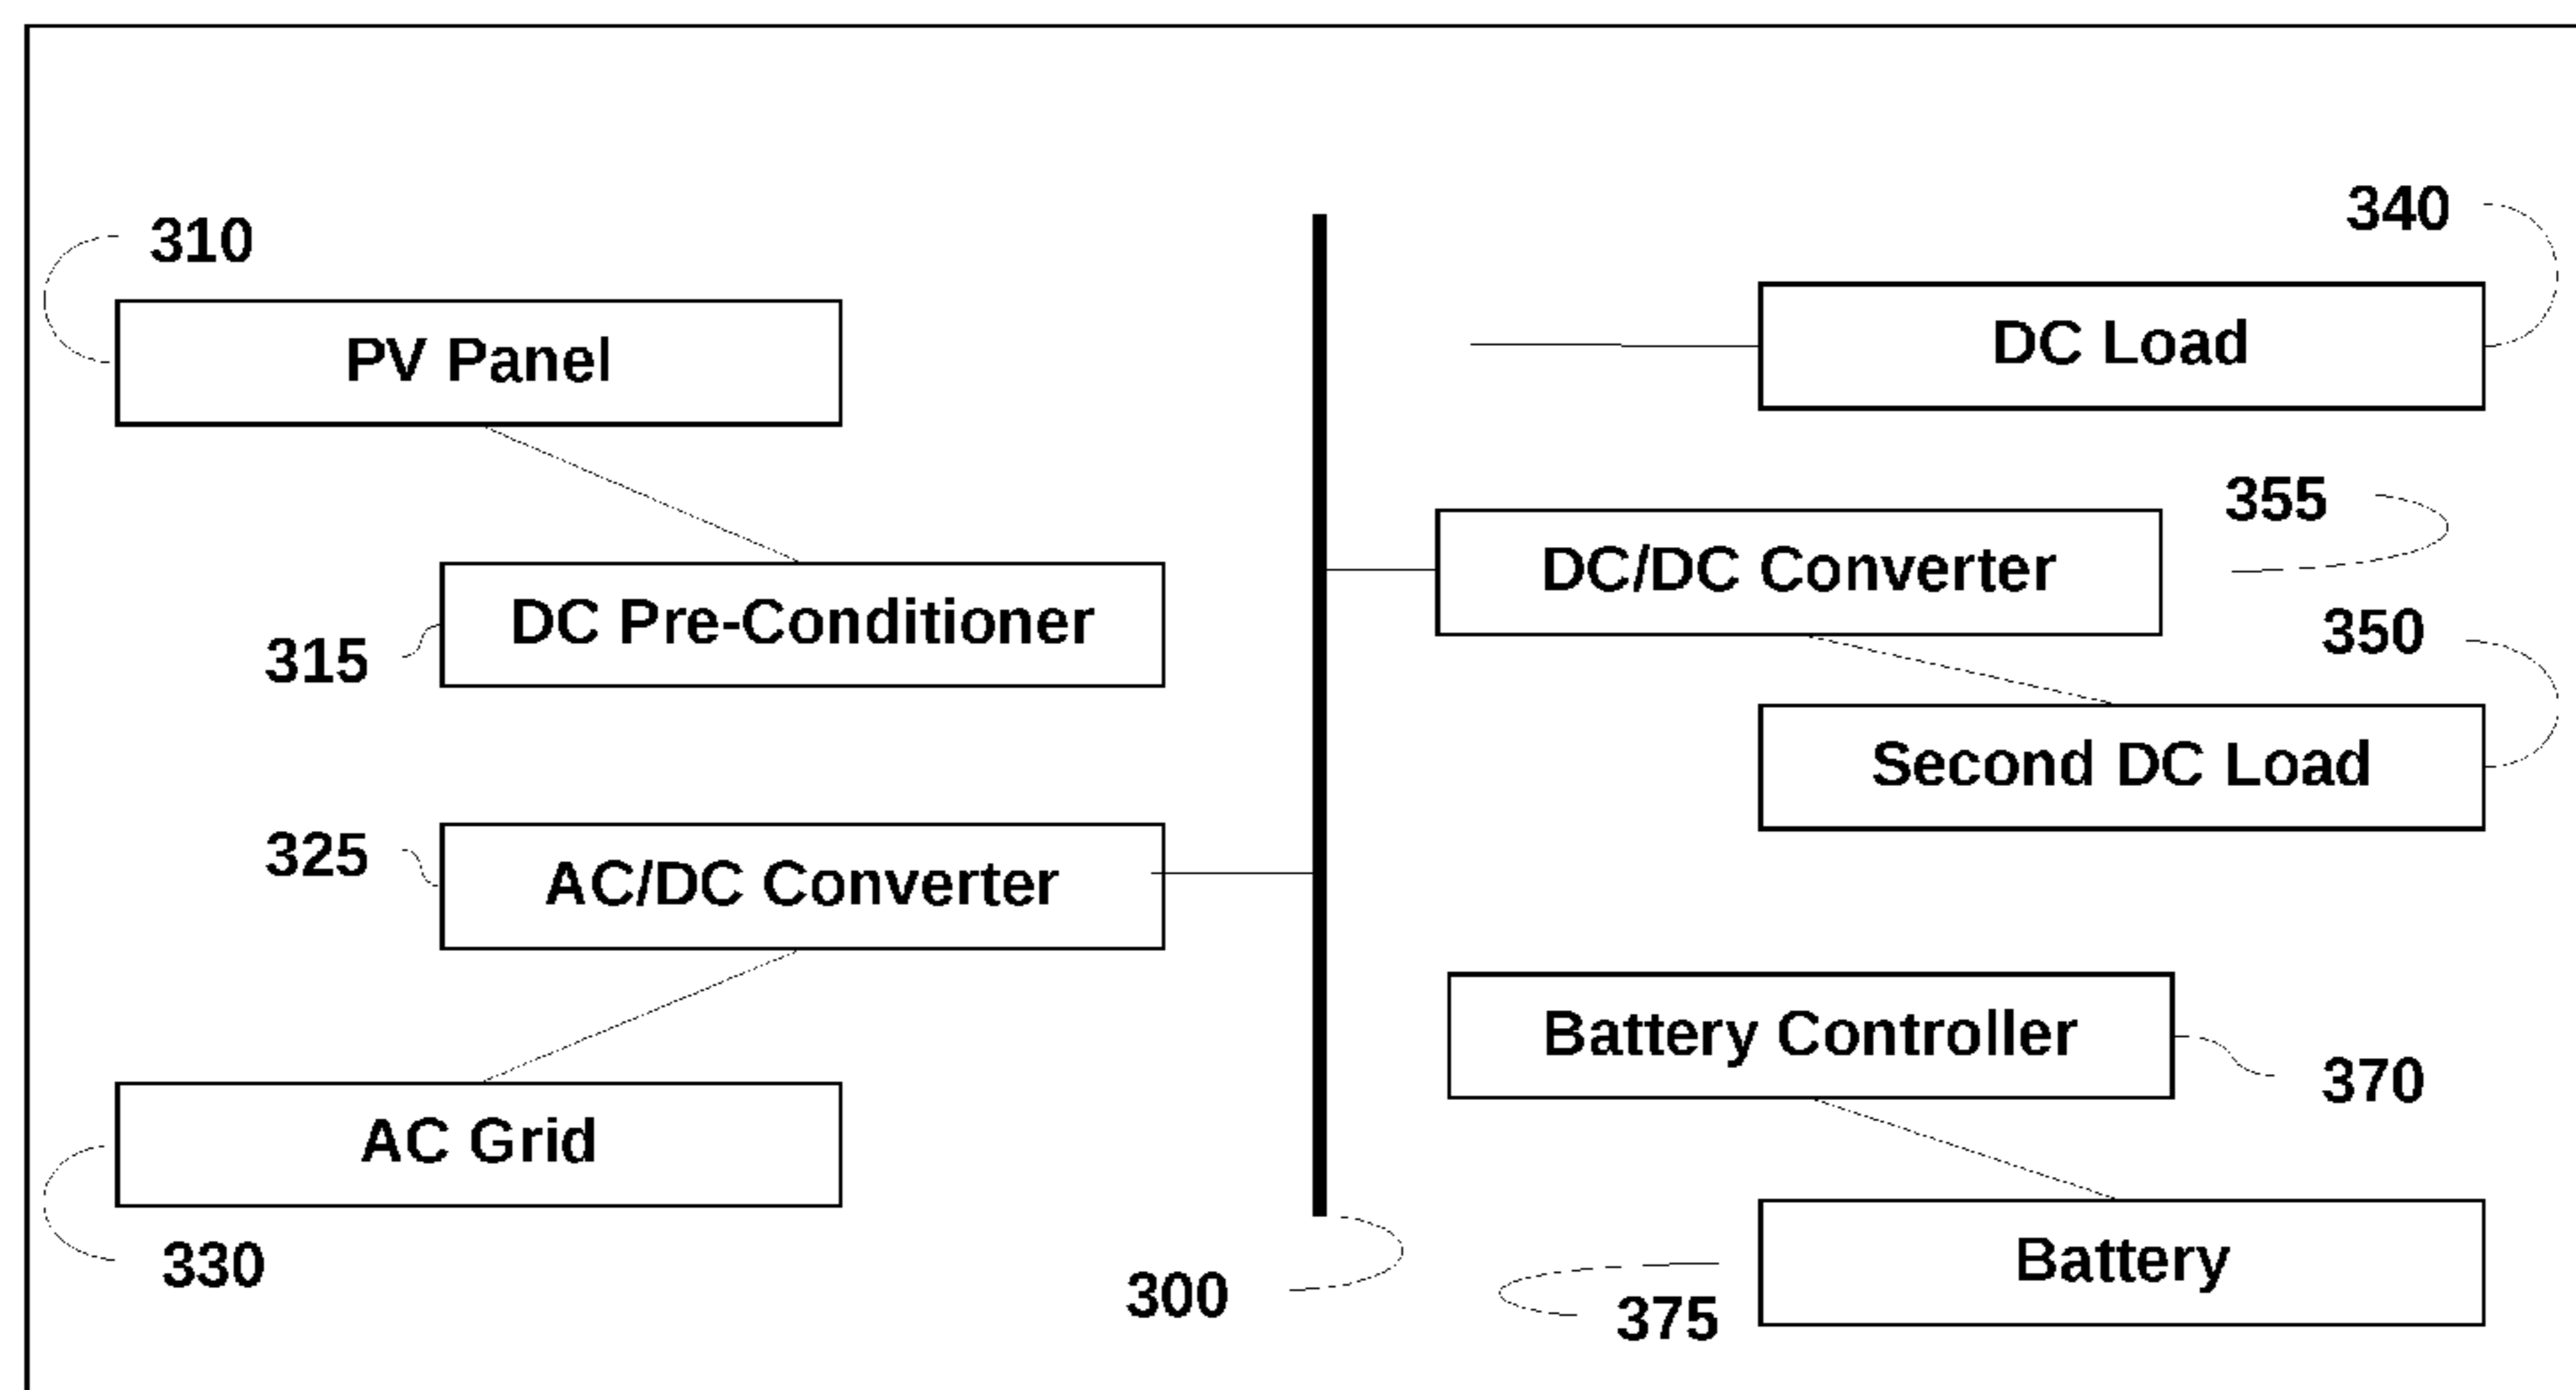 340
310
DC Load
PV Panel
355
DC/DC Converter
DC Pre-Conditioner
350
315
Second DC Load
325
AC/DC Converter
Battery Controller
370
AC Grid
Battery
330
300
375